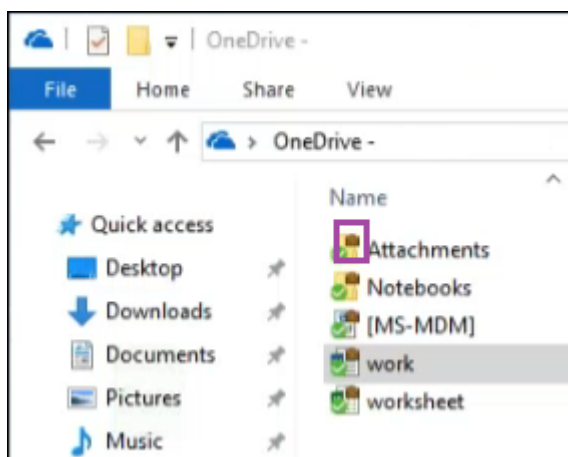 OneDrive -
File Home Share View
OneDrive -
Name
Quick access
Attachments
Desktop
Notebooks
Downloads
[MS-MDM]
Documents
work
Pictures
worksheet
Music